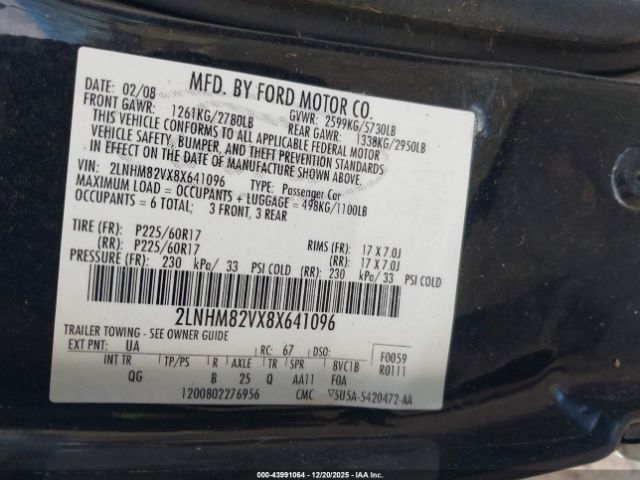 MFD. BY FORD MOTOR CO.
DATE: 02/08 GVWR: 2599KG/5730LB
FRONT GAWR: 1261KG/2780LB REAR GAWR: 1338KG/2950LB
THIS VEHICLE CONFORMS TO ALL APPLICABLE FEDERAL MOTOR
VEHICLE SAFETY, BUMPER, AND THEFT PREVENTION STANDARDS
IN EFFECT ON THE DATE OF MANUFACTURE SHOWN ABOVE.
VIN: 2LNHM82VX8X641096 TYPE: Passenger Car
MAXIMUM LOAD = OCCUPANTS + LUGGAGE = 498KG/1100LB
OCCUPANTS = 6 TOTAL; 3 FRONT, 3 REAR
TIRE (FR): P225/60R17 RIMS (FR): 17 X 7.0J
(RR): P225/60R17 (RR): 17 X 7.0J
PRESSURE (FR): 230 kPa/ 33 PSI COLD (RR): 230 kPa/ 33 PSI COLD
2LNHM82VX8X641096
TRAILER TOWING - SEE OWNER GUIDE
EXT PNT: UA RC: 67 DSO: F0059
INT TR TP/PS R AXLE TR SPR BVC1B R0111
QG B 25 Q AA11 FOA
1200802276956 CMC ▽5U5A-5420472-AA
000-43991064 - 12/20/2025 - IAA, Inc.